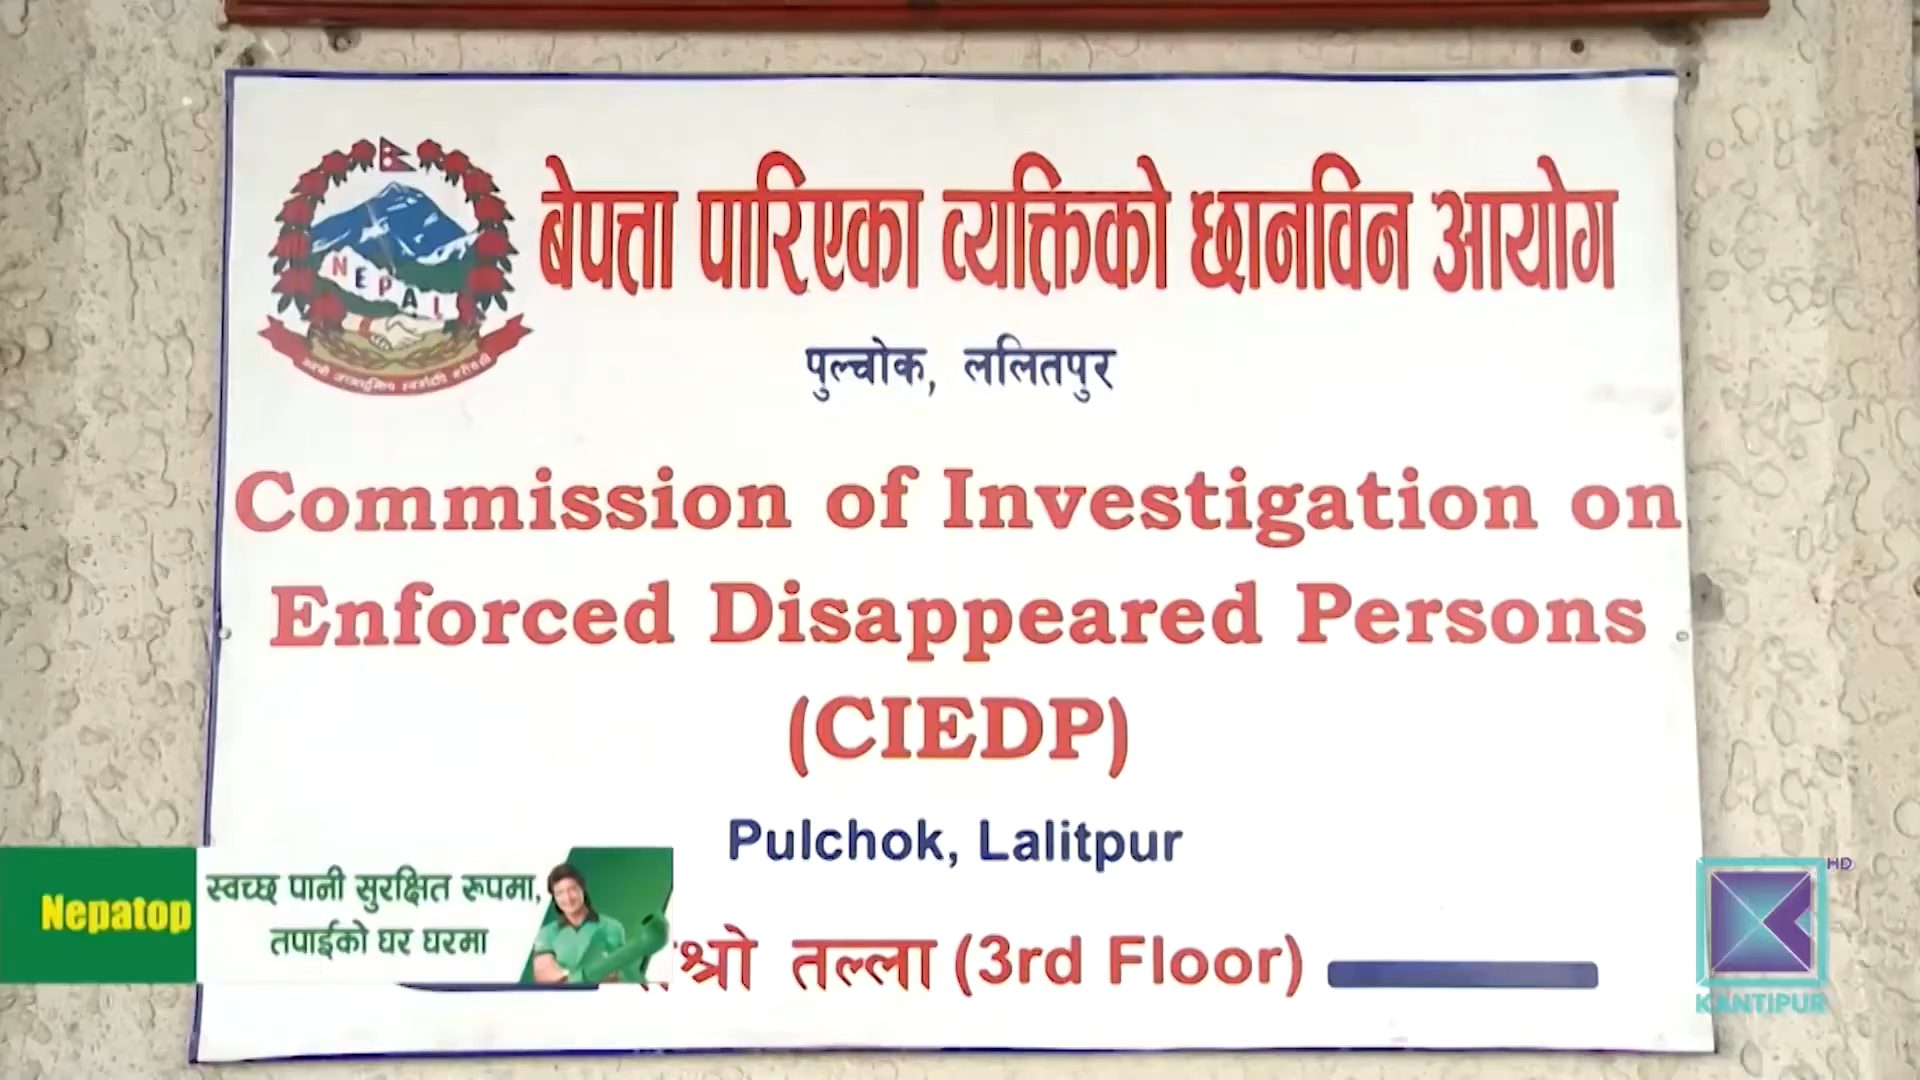 बेपत्ता पारिएका व्यक्तिको छानविन आयोग
NEPAL
पुल्चोक, ललितपुर
Commission of Investigation on
Enforced Disappeared Persons
(CIEDP)
Pulchok, Lalitpur
(3rd Floor)
तल्ला
Nepatop
स्वच्छ पानी सुरक्षित रूपमा,
तपाईको घर घरमा
HD
KANTIPUR